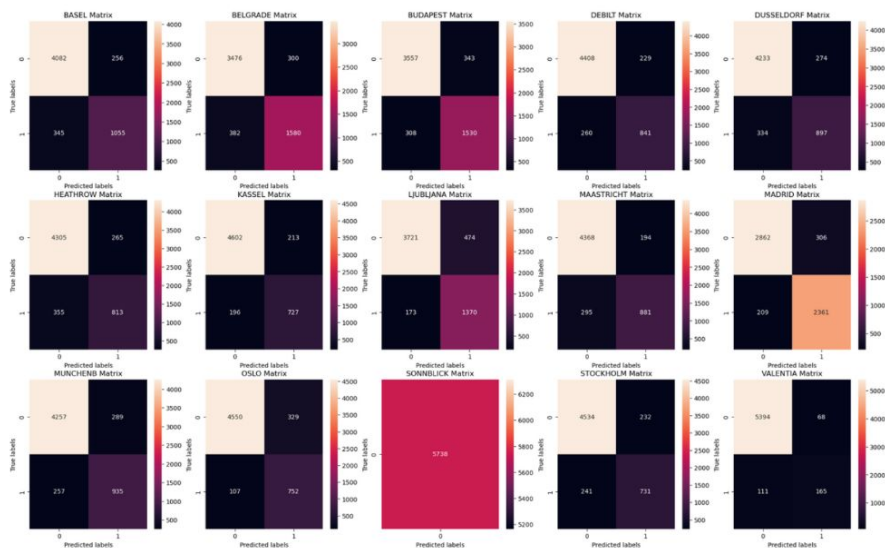 BASEL Matrix
4082 256
345 1055
True labels
Predicted labels
0 1
0 1
4000 3500 3000 2500 2000 1500 1000 500
BELGRADE Matrix
3476 300
382 1580
0 1
Predicted labels
3000 2500 2000 1500 1000 500
BUDAPEST Matrix
3557 343
308 1530
0 1
Predicted labels
3500 3000 2500 2000 1500 1000 500
DEBILT Matrix
4408 229
260 841
True labels
0 1
0 1
Predicted labels
4000 3500 3000 2500 2000 1500 1000 500
DUSSELDORF Matrix
4233 274
334 897
True labels
0 1
0 1
Predicted labels
4000 3500 3000 2500 2000 1500 1000 500
HEATHROW Matrix
4305 265
355 813
True labels
0 1
0 1
Predicted labels
4000 3500 3000 2500 2000 1500 1000 500
KASSEL Matrix
4602 213
196 727
True labels
0 1
0 1
Predicted labels
4500 4000 3500 3000 2500 2000 1500 1000 500
LJUBLJANA Matrix
3721 474
173 1370
True labels
0 1
0 1
Predicted labels
3500 3000 2500 2000 1500 1000 500
MAASTRICHT Matrix
4368 194
295 881
True labels
0 1
0 1
Predicted labels
4000 3500 3000 2500 2000 1500 1000 500
MADRID Matrix
2862 306
209 2361
True labels
0 1
0 1
Predicted labels
2500 2000 1500 1000 500
MUNCHENB Matrix
4257 289
257 935
True labels
0 1
0 1
Predicted labels
4000 3500 3000 2500 2000 1500 1000 500
OSLO Matrix
4550 329
107 752
True labels
0 1
0 1
Predicted labels
4500 4000 3500 3000 2500 2000 1500 1000 500
SONNBLICK Matrix
5738
True labels
0
0
Predicted labels
6200 6000 5800 5600 5400 5200
STOCKHOLM Matrix
4534 232
241 731
True labels
0 1
0 1
Predicted labels
4500 4000 3500 3000 2500 2000 1500 1000 500
VALENTIA Matrix
5394 68
111 165
True labels
0 1
0 1
Predicted labels
5000 4000 3000 2000 1000